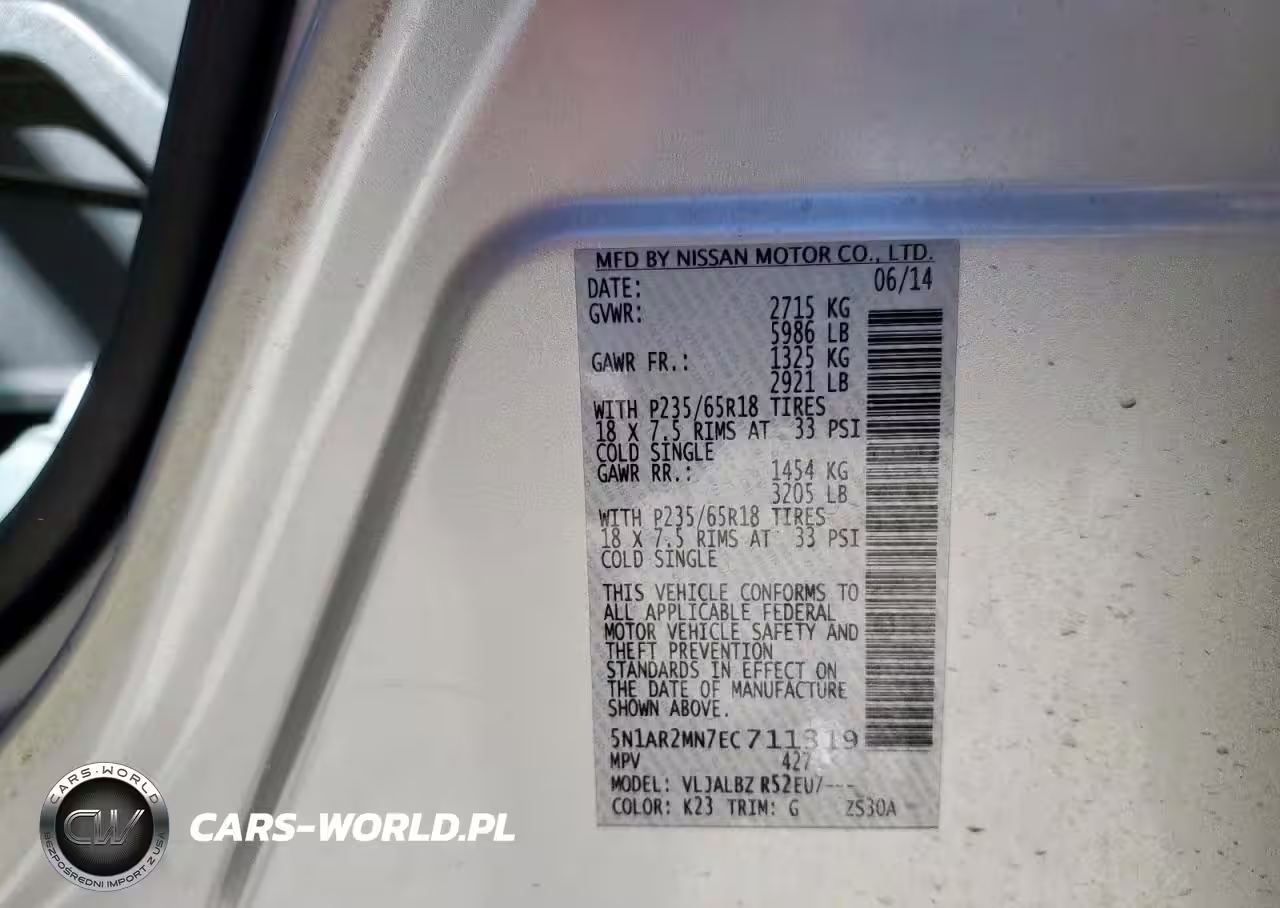 MFD BY NISSAN MOTOR CO., LTD.
DATE: 06/14
GVWR: 2715 KG
5986 LB
GAWR FR.: 1325 KG
2921 LB
WITH P235/65R18 TIRES
18 X 7.5 RIMS AT 33 PSI
COLD SINGLE
GAWR RR.: 1454 KG
3205 LB
WITH P235/65R18 TIRES
18 X 7.5 RIMS AT 33 PSI
COLD SINGLE
THIS VEHICLE CONFORMS TO
ALL APPLICABLE FEDERAL
MOTOR VEHICLE SAFETY AND
THEFT PREVENTION
STANDARDS IN EFFECT ON
THE DATE OF MANUFACTURE
SHOWN ABOVE.
5N1AR2MN7EC711319
MPV 427
MODEL: VLJALBZ R52EU7---
COLOR: K23 TRIM: G ZS30A
CARS-WORLD
CW
BEZPOŚREDNI IMPORT Z USA
CARS-WORLD.PL